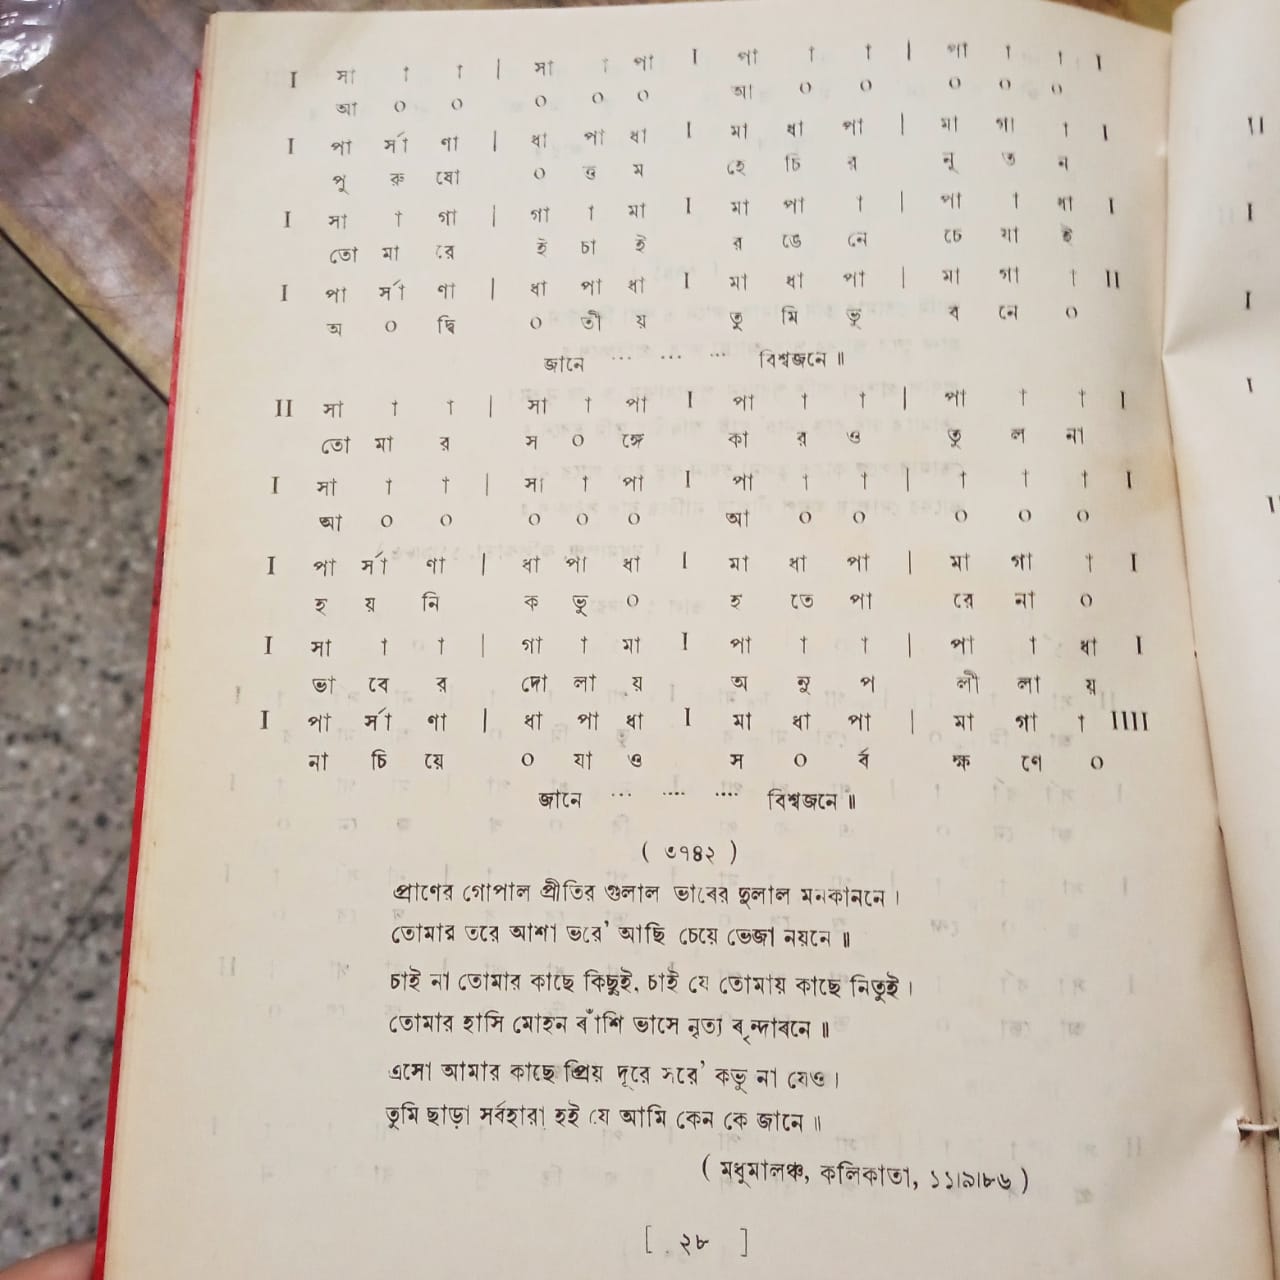 I সা † † | সা † পা I পা † † | পা † † I
আ ০ ০ ০ ০ ০ আ ০ ০ ০ ০ ০
I পা র্সা ণা | ধা পা ধা I মা ধা পা | মা গা † I
পু রু ষো ০ ত্ত ম হে চি র নূ ত ন
I সা † গা | গা † মা I মা পা † | পা † ধা I
তো মা রে ই চা ই র ঙে নে চে যা ই
I পা র্সা ণা | ধা পা ধা I মা ধা পা | মা গা † II
অ ০ দ্বি ০ তী য় তু মি ভু ব নে ০
জানে ... ... ... বিশ্বজনে ॥
II সা † † | সা † পা I পা † † | পা † † I
তো মা র স ০ ঙ্গে কা র ও তু ল না
I সা † † | সা † পা I পা † † | † † † I
আ ০ ০ ০ ০ ০ আ ০ ০ ০ ০ ০
I পা র্সা ণা | ধা পা ধা I মা ধা পা | মা গা † I
হ য় নি ক ভু ০ হ তে পা রে না ০
I সা † † | গা † মা I পা † † | পা † ধা I
ভা বে র দো লা য় অ নু প লী লা য়
I পা র্সা ণা | ধা পা ধা I মা ধা পা | মা গা † IIII
না চি য়ে ০ যা ও স ০ র্ব ক্ষ ণে ০
জানে ... .... .... বিশ্বজনে ॥
( ৩৭৪২ )
প্রাণের গোপাল প্রীতির গুলাল ভাবের দুলাল মনকাননে।
তোমার তরে আশা ভরে' আছি চেয়ে ভেজা নয়নে॥
চাই না তোমার কাছে কিছুই, চাই যে তোমায় কাছে নিতুই।
তোমার হাসি মোহন বাঁশি ভাসে নৃত্য বৃন্দাবনে॥
এসো আমার কাছে প্রিয় দূরে সরে' কভু না যেও।
তুমি ছাড়া সর্বহারা হই যে আমি কেন কে জানে॥
( মধুমালঞ্চ, কলিকাতা, ১১।৯।৮৬ )
[ ২৮ ]
II
I
I
I